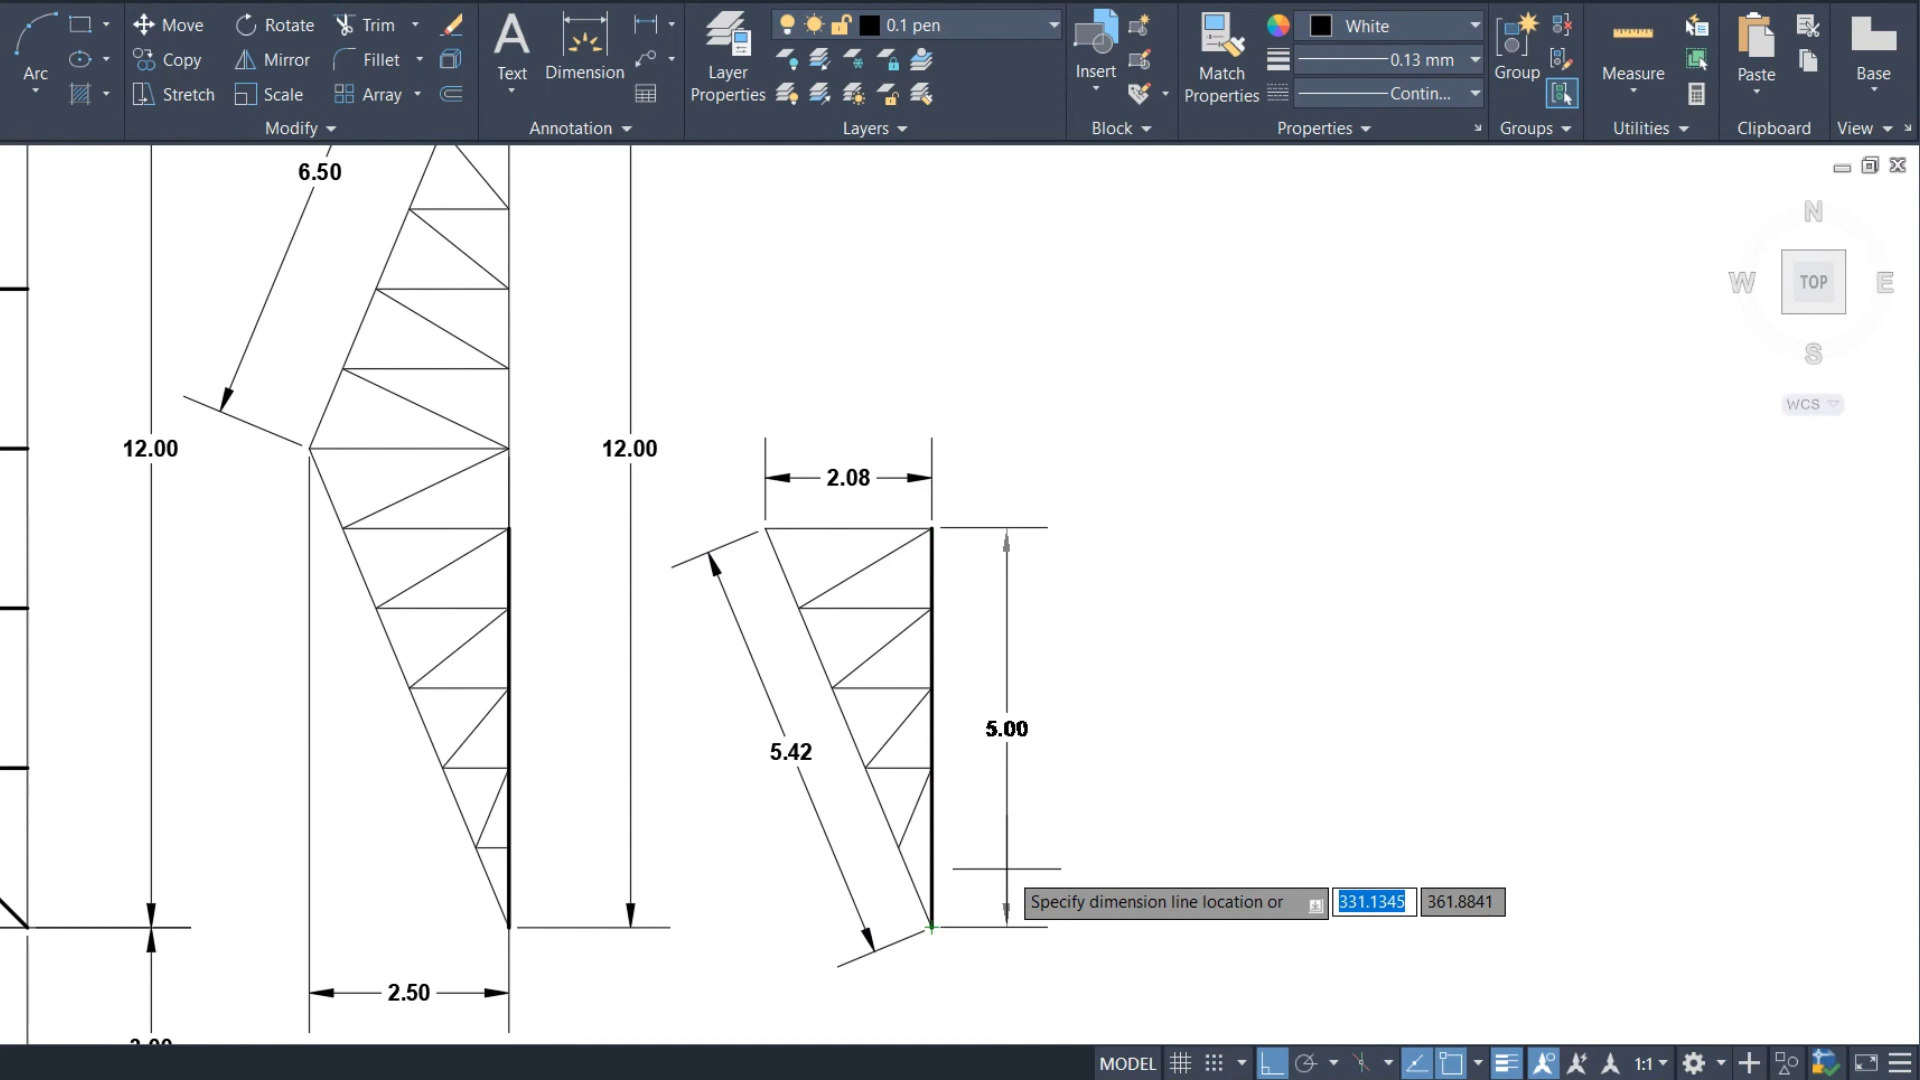 Arc
Move
Rotate
Trim
Copy
Mirror
Fillet
Stretch
Scale
Array
Modify
Text
Dimension
Annotation
Layer
Properties
0.1 pen
Layers
Insert
Block
Match
Properties
White
0.13 mm
Contin...
Properties
Group
Groups
Measure
Utilities
Paste
Clipboard
Base
View
6.50
12.00
12.00
2.08
5.42
5.00
2.50
N
W
TOP
E
S
WCS
Specify dimension line location or
331.1345
361.8841
MODEL
1:1